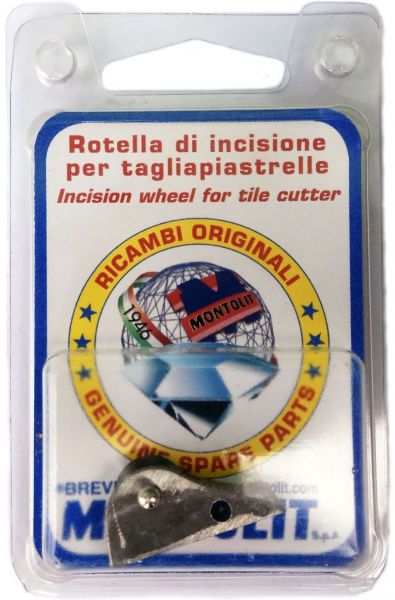 Rotella di incisione
per tagliapiastrelle
Incision wheel for tile cutter
RICAMBI ORIGINALI
1946
MONTOLIT
GENUINE SPARE PARTS
S.p.A.